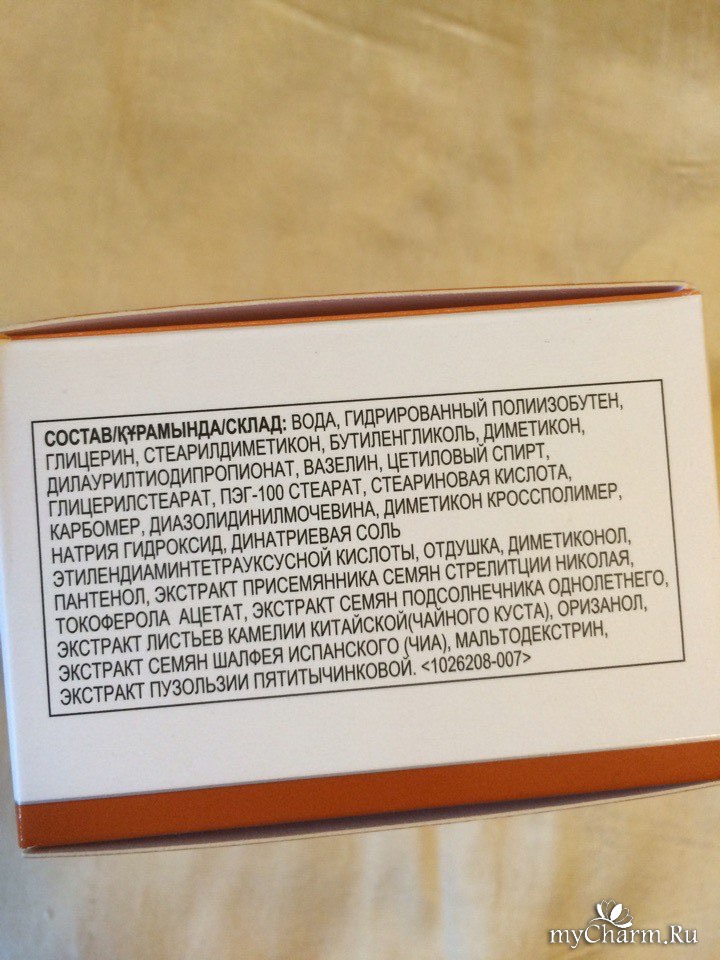 СОСТАВ/ҚҰРАМЫНДА/СКЛАД: ВОДА, ГИДРИРОВАННЫЙ ПОЛИИЗОБУТЕН,
ГЛИЦЕРИН, СТЕАРИЛДИМЕТИКОН, БУТИЛЕНГЛИКОЛЬ, ДИМЕТИКОН,
ДИЛАУРИЛТИОДИПРОПИОНАТ, ВАЗЕЛИН, ЦЕТИЛОВЫЙ СПИРТ,
ГЛИЦЕРИЛСТЕАРАТ, ПЭГ-100 СТЕАРАТ, СТЕАРИНОВАЯ КИСЛОТА,
КАРБОМЕР, ДИАЗОЛИДИНИЛМОЧЕВИНА, ДИМЕТИКОН КРОССПОЛИМЕР,
НАТРИЯ ГИДРОКСИД, ДИНАТРИЕВАЯ СОЛЬ
ЭТИЛЕНДИАМИНТЕТРАУКСУСНОЙ КИСЛОТЫ, ОТДУШКА, ДИМЕТИКОНОЛ,
ПАНТЕНОЛ, ЭКСТРАКТ ПРИСЕМЯННИКА СЕМЯН СТРЕЛИТЦИИ НИКОЛАЯ,
ТОКОФЕРОЛА АЦЕТАТ, ЭКСТРАКТ СЕМЯН ПОДСОЛНЕЧНИКА ОДНОЛЕТНЕГО,
ЭКСТРАКТ ЛИСТЬЕВ КАМЕЛИИ КИТАЙСКОЙ(ЧАЙНОГО КУСТА), ОРИЗАНОЛ,
ЭКСТРАКТ СЕМЯН ШАЛФЕЯ ИСПАНСКОГО (ЧИА), МАЛЬТОДЕКСТРИН,
ЭКСТРАКТ ПУЗОЛЬЗИИ ПЯТИТЫЧИНКОВОЙ. <1026208-007>
myCharm.Ru